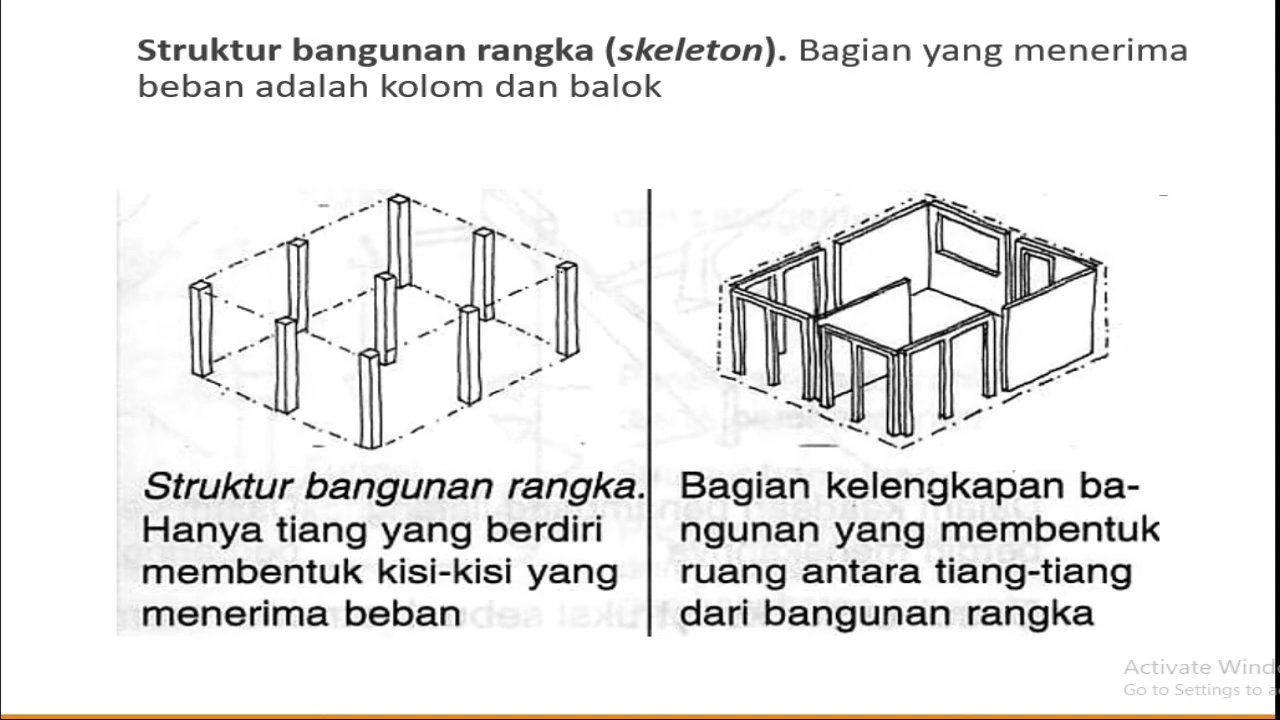 Struktur bangunan rangka (skeleton). Bagian yang menerima
beban adalah kolom dan balok
Struktur bangunan rangka.
Hanya tiang yang berdiri
membentuk kisi-kisi yang
menerima beban
Bagian kelengkapan ba-
ngunan yang membentuk
ruang antara tiang-tiang
dari bangunan rangka
Activate Wind
Go to Settings to a